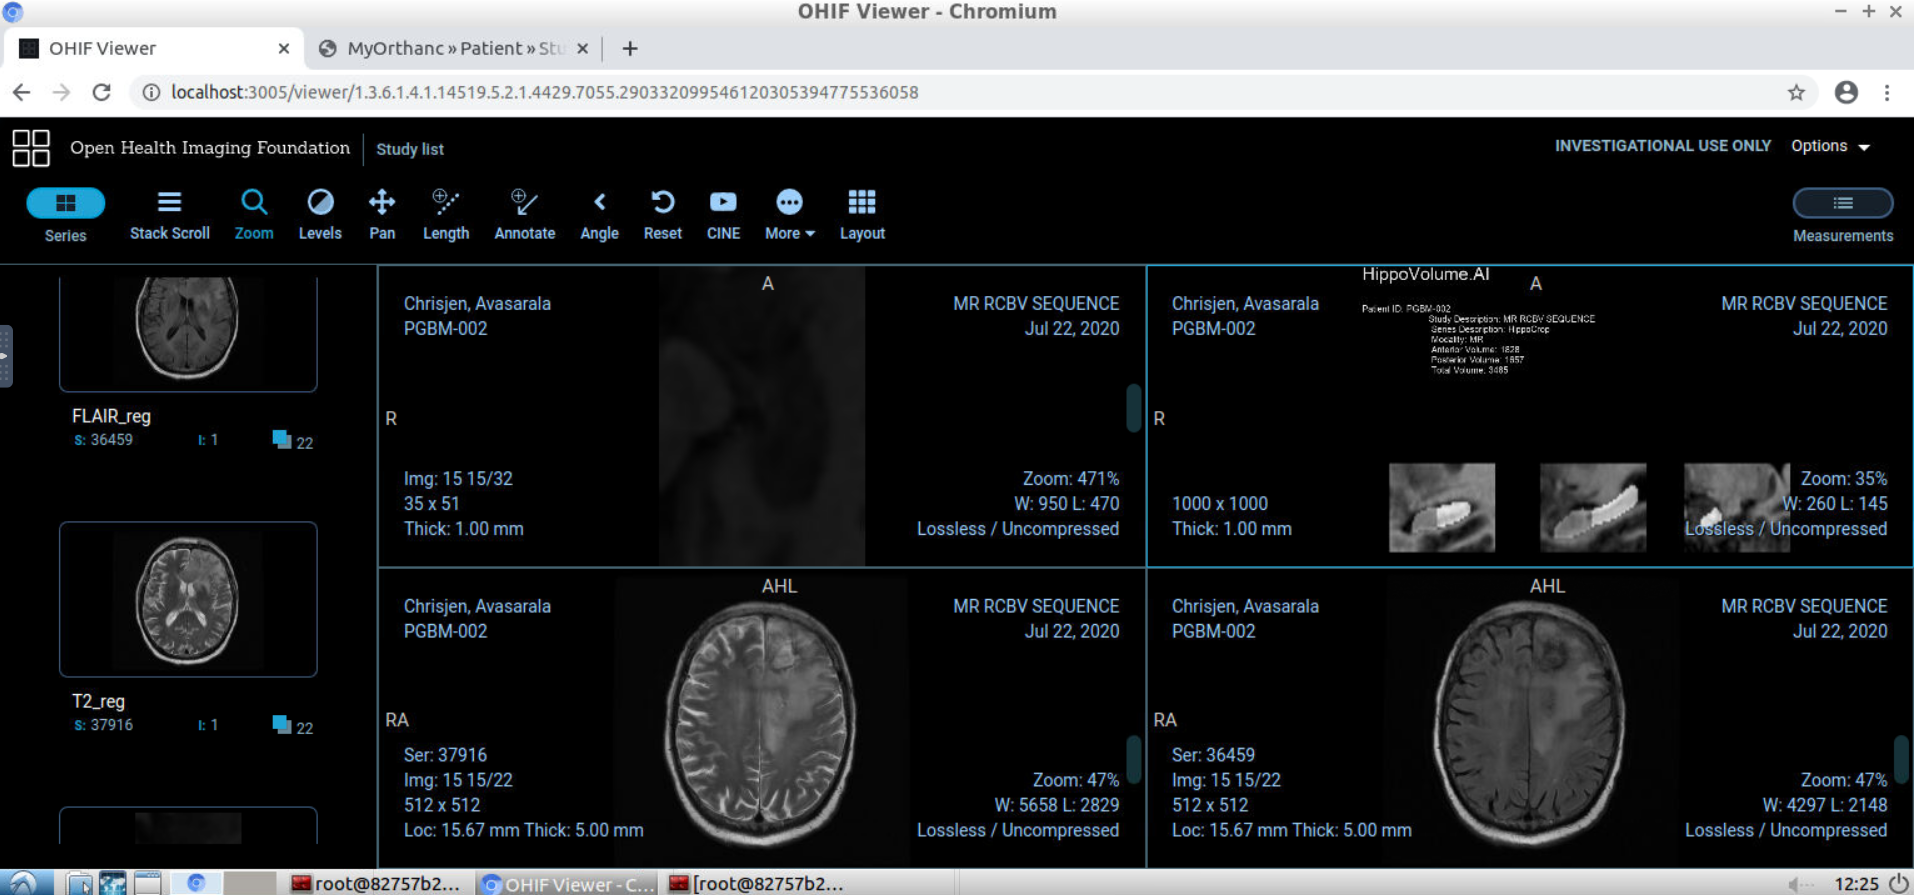 OHIF Viewer - Chromium
OHIF Viewer
MyOrthanc » Patient » Stu
localhost:3005/viewer/1.3.6.1.4.1.14519.5.2.1.4429.7055.290332099546120305394775536058
Open Health Imaging Foundation
Study list
INVESTIGATIONAL USE ONLY
Options
Series
Stack Scroll
Zoom
Levels
Pan
Length
Annotate
Angle
Reset
CINE
More
Layout
Measurements
FLAIR_reg
S: 36459 I: 1 22
T2_reg
S: 37916 I: 1 22
A
Chrisjen, Avasarala
PGBM-002
MR RCBV SEQUENCE
Jul 22, 2020
R
Img: 15 15/32
35 x 51
Thick: 1.00 mm
Zoom: 471%
W: 950 L: 470
Lossless / Uncompressed
HippoVolume.AI
A
Chrisjen, Avasarala
PGBM-002
MR RCBV SEQUENCE
Jul 22, 2020
Patient ID: PGBM-002
Study Description: MR RCBV SEQUENCE
Series Description: HippoCrop
Modality: MR
Anterior Volume: 1828
Posterior Volume: 1657
Total Volume: 3485
R
1000 x 1000
Thick: 1.00 mm
Zoom: 35%
W: 260 L: 145
Lossless / Uncompressed
AHL
Chrisjen, Avasarala
PGBM-002
MR RCBV SEQUENCE
Jul 22, 2020
RA
Ser: 37916
Img: 15 15/22
512 x 512
Loc: 15.67 mm Thick: 5.00 mm
Zoom: 47%
W: 5658 L: 2829
Lossless / Uncompressed
AHL
Chrisjen, Avasarala
PGBM-002
MR RCBV SEQUENCE
Jul 22, 2020
RA
Ser: 36459
Img: 15 15/22
512 x 512
Loc: 15.67 mm Thick: 5.00 mm
Zoom: 47%
W: 4297 L: 2148
Lossless / Uncompressed
root@82757b2...
OHIF Viewer - C...
[root@82757b2...
12:25